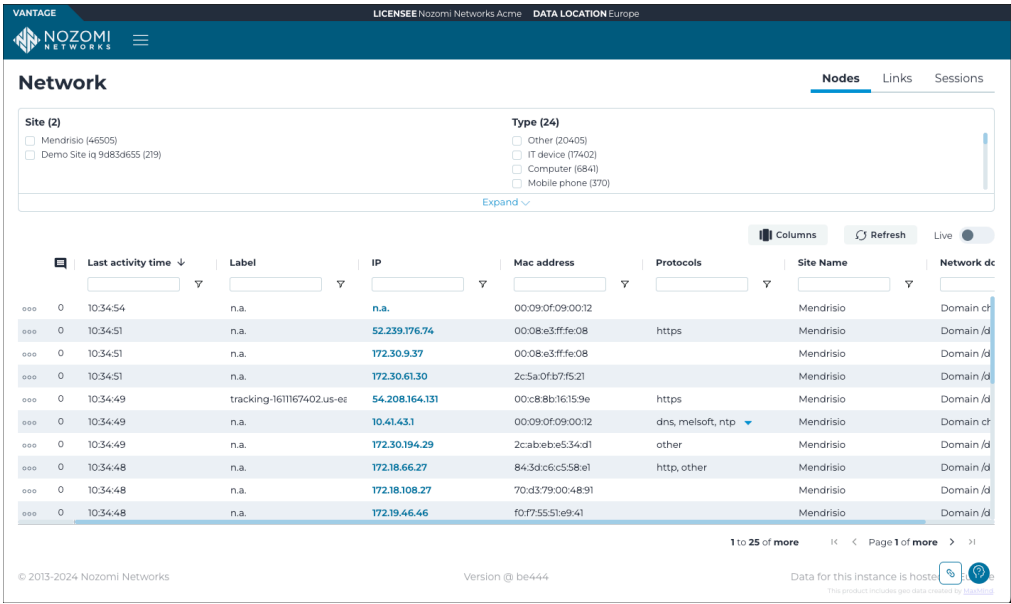 VANTAGE
LICENSEE Nozomi Networks Acme DATA LOCATION Europe
NOZOMI
NETWORKS
Network
Nodes Links Sessions
Site (2)
Mendrisio (46505)
Demo Site iq 9d83d655 (219)
Type (24)
Other (20405)
IT device (17402)
Computer (6841)
Mobile phone (370)
Expand
Columns Refresh Live
Last activity time Label IP Mac address Protocols Site Name Network do
0 10:34:54 n.a. n.a. 00:09:0f:09:00:12 Mendrisio Domain ch
0 10:34:51 n.a. 52.239.176.74 00:08:e3:ff:fe:08 https Mendrisio Domain /d
0 10:34:51 n.a. 172.30.9.37 00:08:e3:ff:fe:08 Mendrisio Domain /d
0 10:34:51 n.a. 172.30.61.30 2c:5a:0f:b7:f5:21 Mendrisio Domain /d
0 10:34:49 tracking-1611167402.us-ea 54.208.164.131 00:c8:8b:16:15:9e https Mendrisio Domain /d
0 10:34:49 n.a. 10.41.43.1 00:09:0f:09:00:12 dns, melsoft, ntp Mendrisio Domain ch
0 10:34:49 n.a. 172.30.194.29 2c:ab:eb:e5:34:d1 other Mendrisio Domain /d
0 10:34:48 n.a. 172.18.66.27 84:3d:c6:c5:58:e1 http, other Mendrisio Domain /d
0 10:34:48 n.a. 172.18.108.27 70:d3:79:00:48:91 Mendrisio Domain /d
0 10:34:48 n.a. 172.19.46.46 f0:f7:55:51:e9:41 Mendrisio Domain /d
1 to 25 of more Page 1 of more
© 2013-2024 Nozomi Networks Version @ be444 Data for this instance is hoste
This product includes geo data created by MaxMind